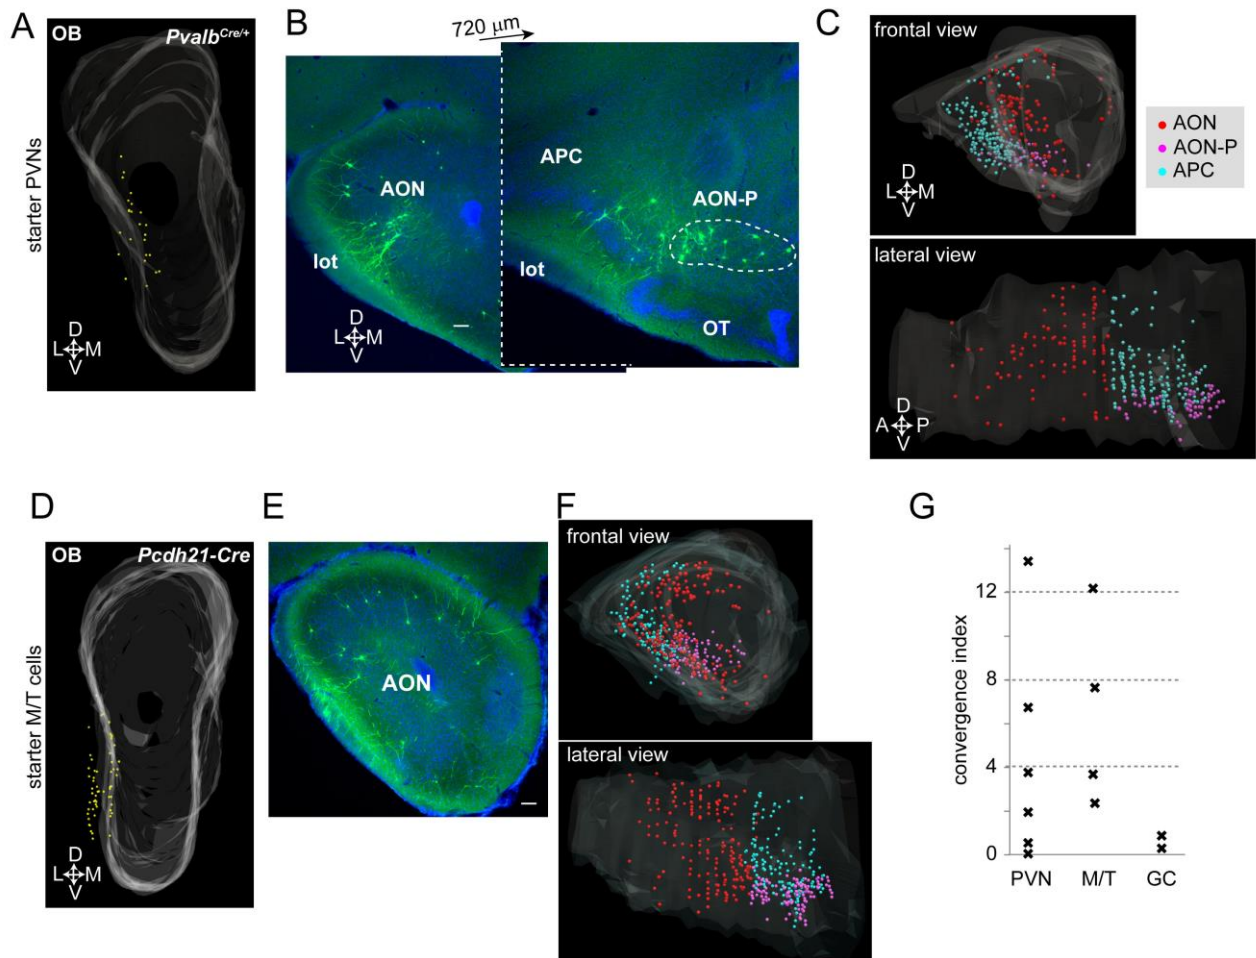 A
OB
Pvalb^Cre/+
starter PVNs
D
L M
V
B
720 μm
AON
lot
D
L M
V
APC
AON-P
lot
OT
C
frontal view
D
L M
V
AON
AON-P
APC
lateral view
D
A P
V
D
OB
Pcdh21-Cre
starter M/T cells
D
L M
V
E
AON
F
frontal view
lateral view
G
convergence index
12
8
4
0
PVN M/T GC